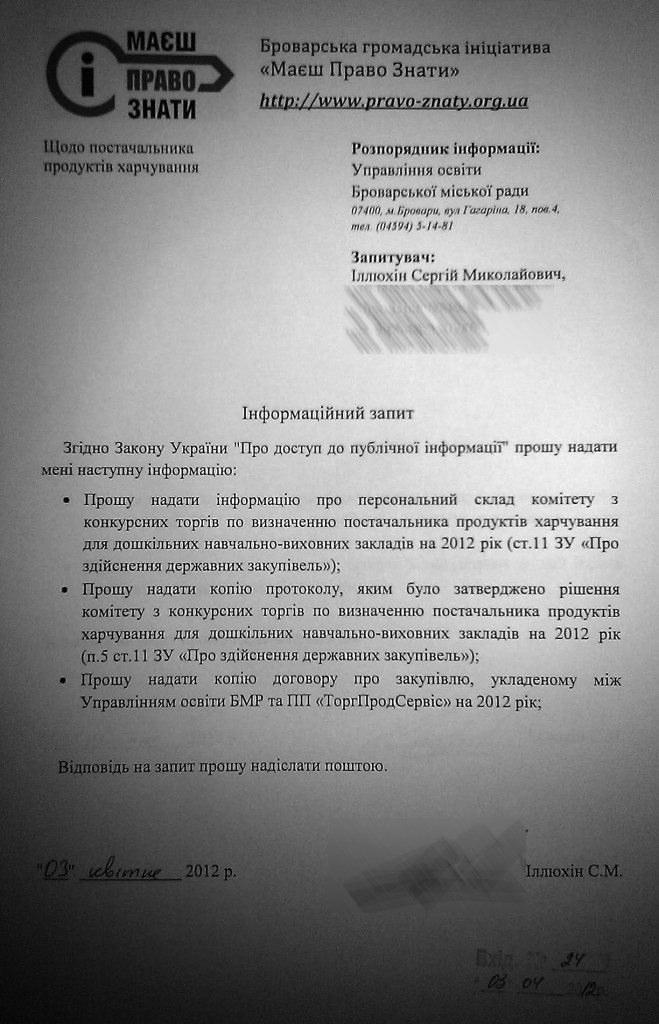 МАЄШ
ПРАВО
ЗНАТИ
Броварська громадська ініціатива
«Маєш Право Знати»
http://www.pravo-znaty.org.ua
Щодо постачальника
продуктів харчування
Розпорядник інформації:
Управління освіти
Броварської міської ради
07400, м.Бровари, вул Гагаріна, 18, пов.4,
тел. (04594) 5-14-81
Запитувач:
Іллюхін Сергій Миколайович,
Інформаційний запит
Згідно Закону України "Про доступ до публічної інформації" прошу надати
мені наступну інформацію:
• Прошу надати інформацію про персональний склад комітету з
конкурсних торгів по визначенню постачальника продуктів харчування
для дошкільних навчально-виховних закладів на 2012 рік (ст.11 ЗУ «Про
здійснення державних закупівель»);
• Прошу надати копію протоколу, яким було затверджено рішення
комітету з конкурсних торгів по визначенню постачальника продуктів
харчування для дошкільних навчально-виховних закладів на 2012 рік
(п.5 ст.11 ЗУ «Про здійснення державних закупівель»);
• Прошу надати копію договору про закупівлю, укладеному між
Управлінням освіти БМР та ПП «ТоргПродСервіс» на 2012 рік;
Відповідь на запит прошу надіслати поштою.
"03" квітня 2012 р.
Іллюхін С.М.
Вхід. № 24
"03 04 2012р.